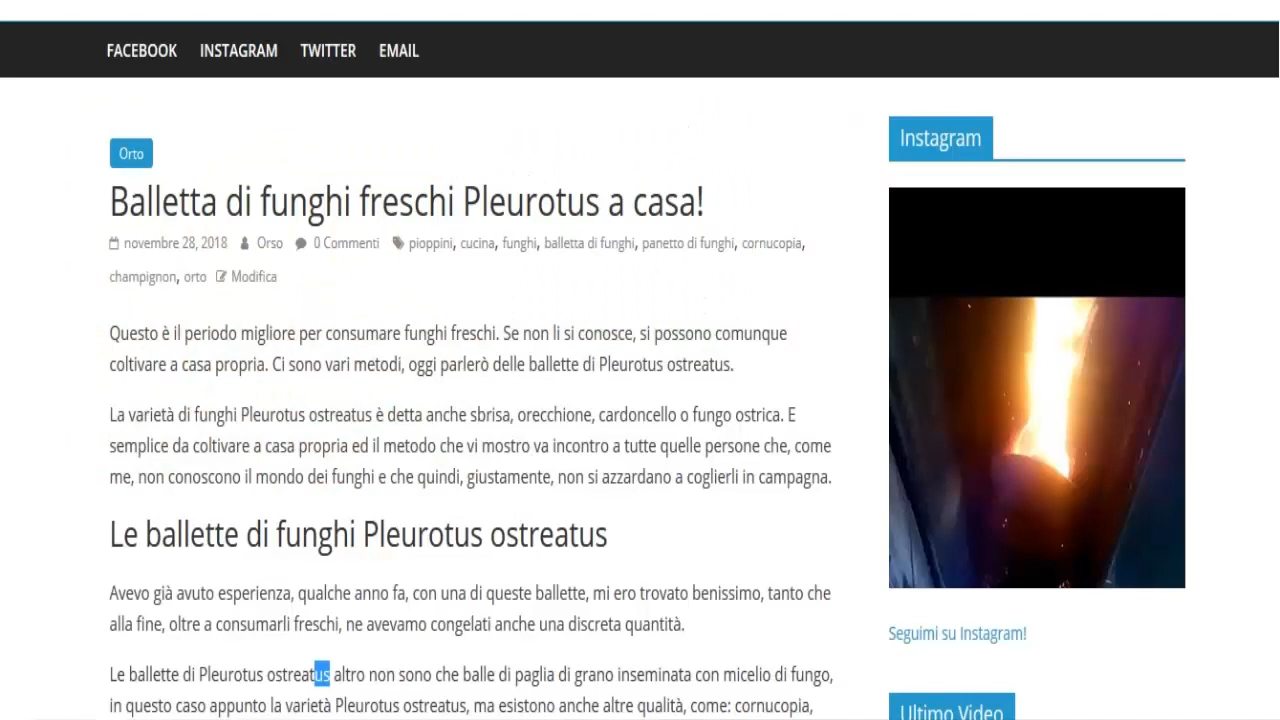 FACEBOOK INSTAGRAM TWITTER EMAIL
Orto
Balletta di funghi freschi Pleurotus a casa!
novembre 28, 2018 Orso 0 Commenti pioppini, cucina, funghi, balletta di funghi, panetto di funghi, cornucopia,
champignon, orto Modifica
Questo è il periodo migliore per consumare funghi freschi. Se non li si conosce, si possono comunque
coltivare a casa propria. Ci sono vari metodi, oggi parlerò delle ballette di Pleurotus ostreatus.
La varietà di funghi Pleurotus ostreatus è detta anche sbrisa, orecchione, cardoncello o fungo ostrica. E
semplice da coltivare a casa propria ed il metodo che vi mostro va incontro a tutte quelle persone che, come
me, non conoscono il mondo dei funghi e che quindi, giustamente, non si azzardano a coglierli in campagna.
Le ballette di funghi Pleurotus ostreatus
Avevo già avuto esperienza, qualche anno fa, con una di queste ballette, mi ero trovato benissimo, tanto che
alla fine, oltre a consumarli freschi, ne avevamo congelati anche una discreta quantità.
Le ballette di Pleurotus ostreatus altro non sono che balle di paglia di grano inseminata con micelio di fungo,
in questo caso appunto la varietà Pleurotus ostreatus, ma esistono anche altre qualità, come: cornucopia,
Instagram
Seguimi su Instagram!
Ultimo Video